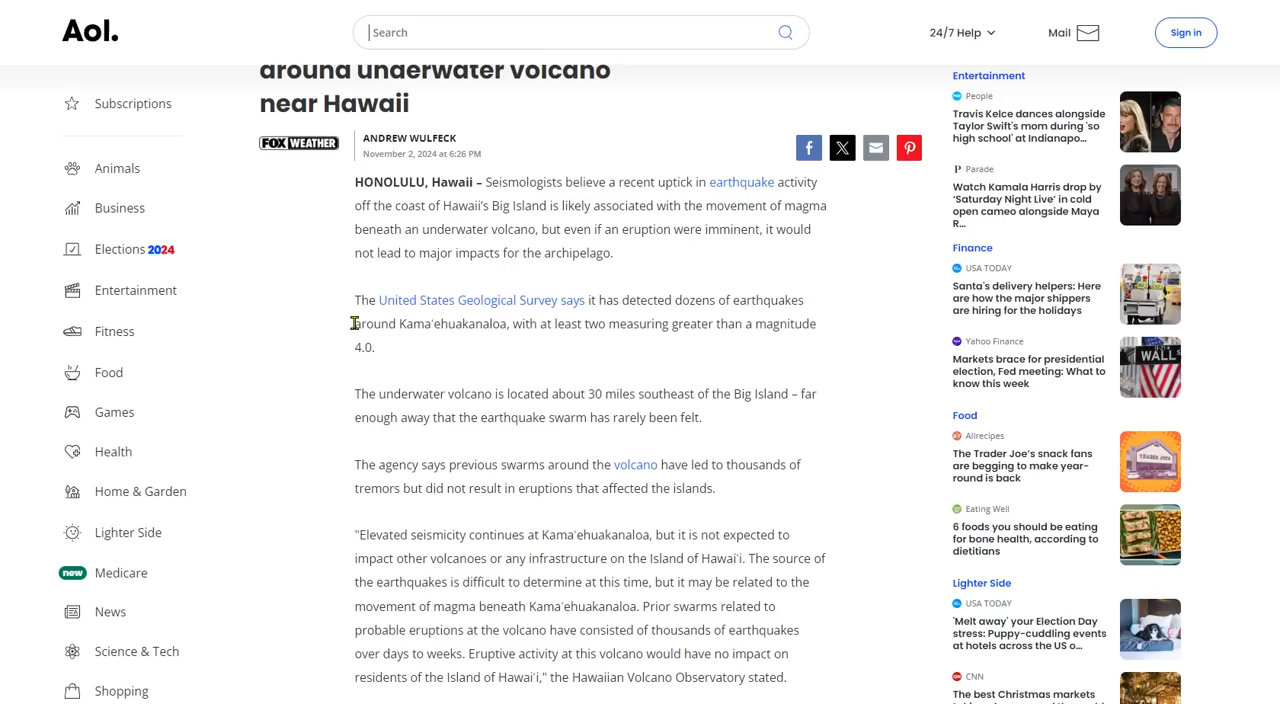 Aol.
Search
24/7 Help
Mail
Sign in
around underwater volcano
near Hawaii
FOX WEATHER
ANDREW WULFECK
November 2, 2024 at 6:26 PM
HONOLULU, Hawaii – Seismologists believe a recent uptick in earthquake activity
off the coast of Hawaii's Big Island is likely associated with the movement of magma
beneath an underwater volcano, but even if an eruption were imminent, it would
not lead to major impacts for the archipelago.
The United States Geological Survey says it has detected dozens of earthquakes
around Kamaʻehuakanaloa, with at least two measuring greater than a magnitude
4.0.
The underwater volcano is located about 30 miles southeast of the Big Island – far
enough away that the earthquake swarm has rarely been felt.
The agency says previous swarms around the volcano have led to thousands of
tremors but did not result in eruptions that affected the islands.
"Elevated seismicity continues at Kamaʻehuakanaloa, but it is not expected to
impact other volcanoes or any infrastructure on the Island of Hawaiʻi. The source of
the earthquakes is difficult to determine at this time, but it may be related to the
movement of magma beneath Kamaʻehuakanaloa. Prior swarms related to
probable eruptions at the volcano have consisted of thousands of earthquakes
over days to weeks. Eruptive activity at this volcano would have no impact on
residents of the Island of Hawaiʻi," the Hawaiian Volcano Observatory stated.
Subscriptions
Animals
Business
Elections 2024
Entertainment
Fitness
Food
Games
Health
Home & Garden
Lighter Side
new Medicare
News
Science & Tech
Shopping
Entertainment
People
Travis Kelce dances alongside
Taylor Swift's mom during 'so
high school' at Indianapo...
P Parade
Watch Kamala Harris drop by
'Saturday Night Live' in cold
open cameo alongside Maya
R...
Finance
USA TODAY
Santa's delivery helpers: Here
are how the major shippers
are hiring for the holidays
Yahoo Finance
Markets brace for presidential
election, Fed meeting: What to
know this week
WALL
Food
Allrecipes
The Trader Joe's snack fans
are begging to make year-
round is back
TRADER JOE'S
Eating Well
6 foods you should be eating
for bone health, according to
dietitians
Lighter Side
USA TODAY
'Melt away' your Election Day
stress: Puppy-cuddling events
at hotels across the US o...
CNN
The best Christmas markets